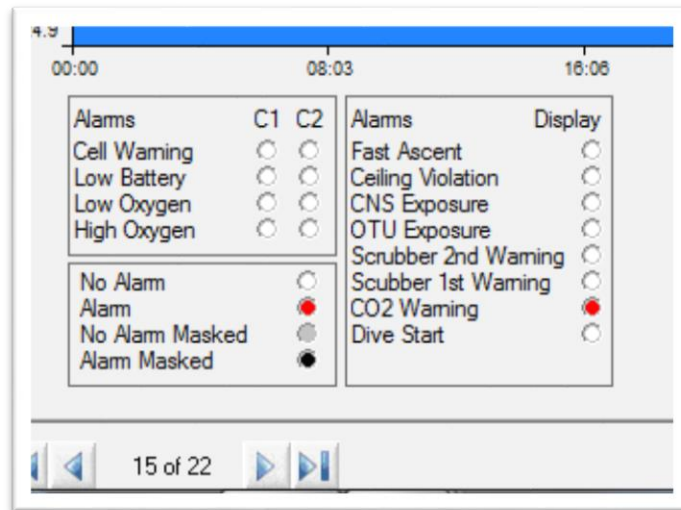 4.9
00:00 08:03 16:06
Alarms C1 C2
Cell Warning
Low Battery
Low Oxygen
High Oxygen
No Alarm
Alarm
No Alarm Masked
Alarm Masked
Alarms Display
Fast Ascent
Ceiling Violation
CNS Exposure
OTU Exposure
Scrubber 2nd Warning
Scubber 1st Warning
CO2 Warning
Dive Start
15 of 22